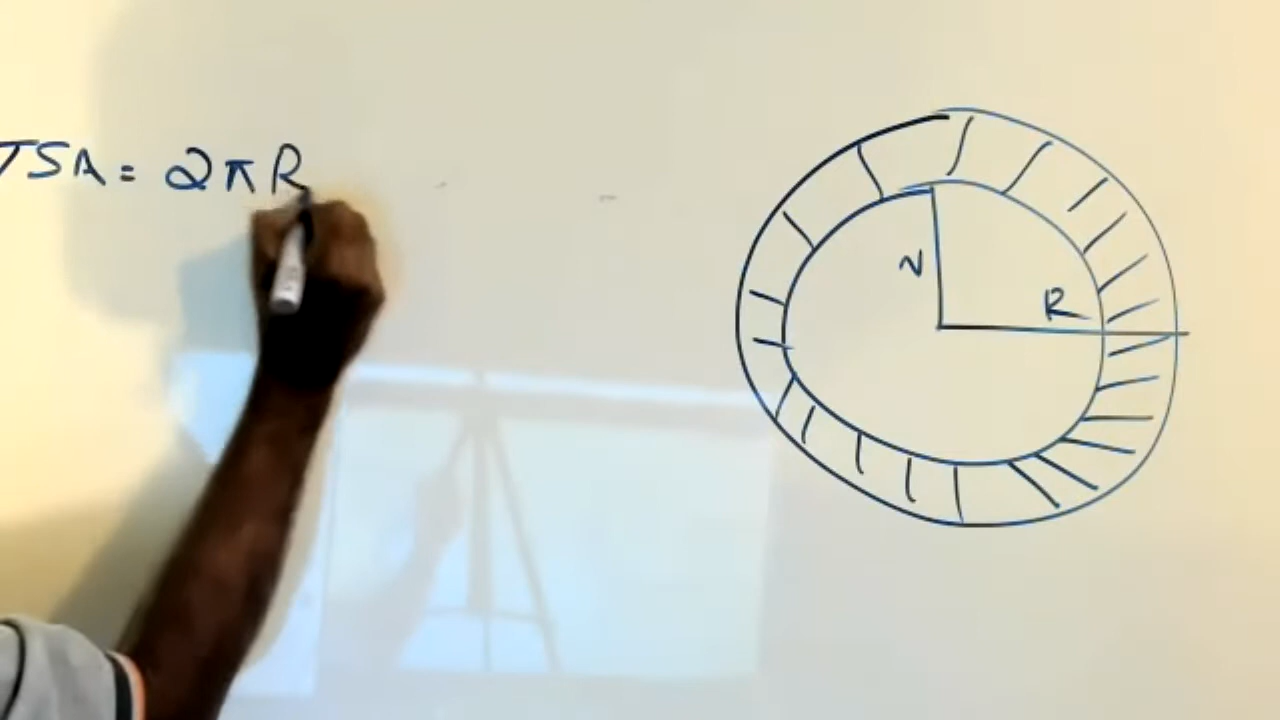 TSA = 2πR
r
R